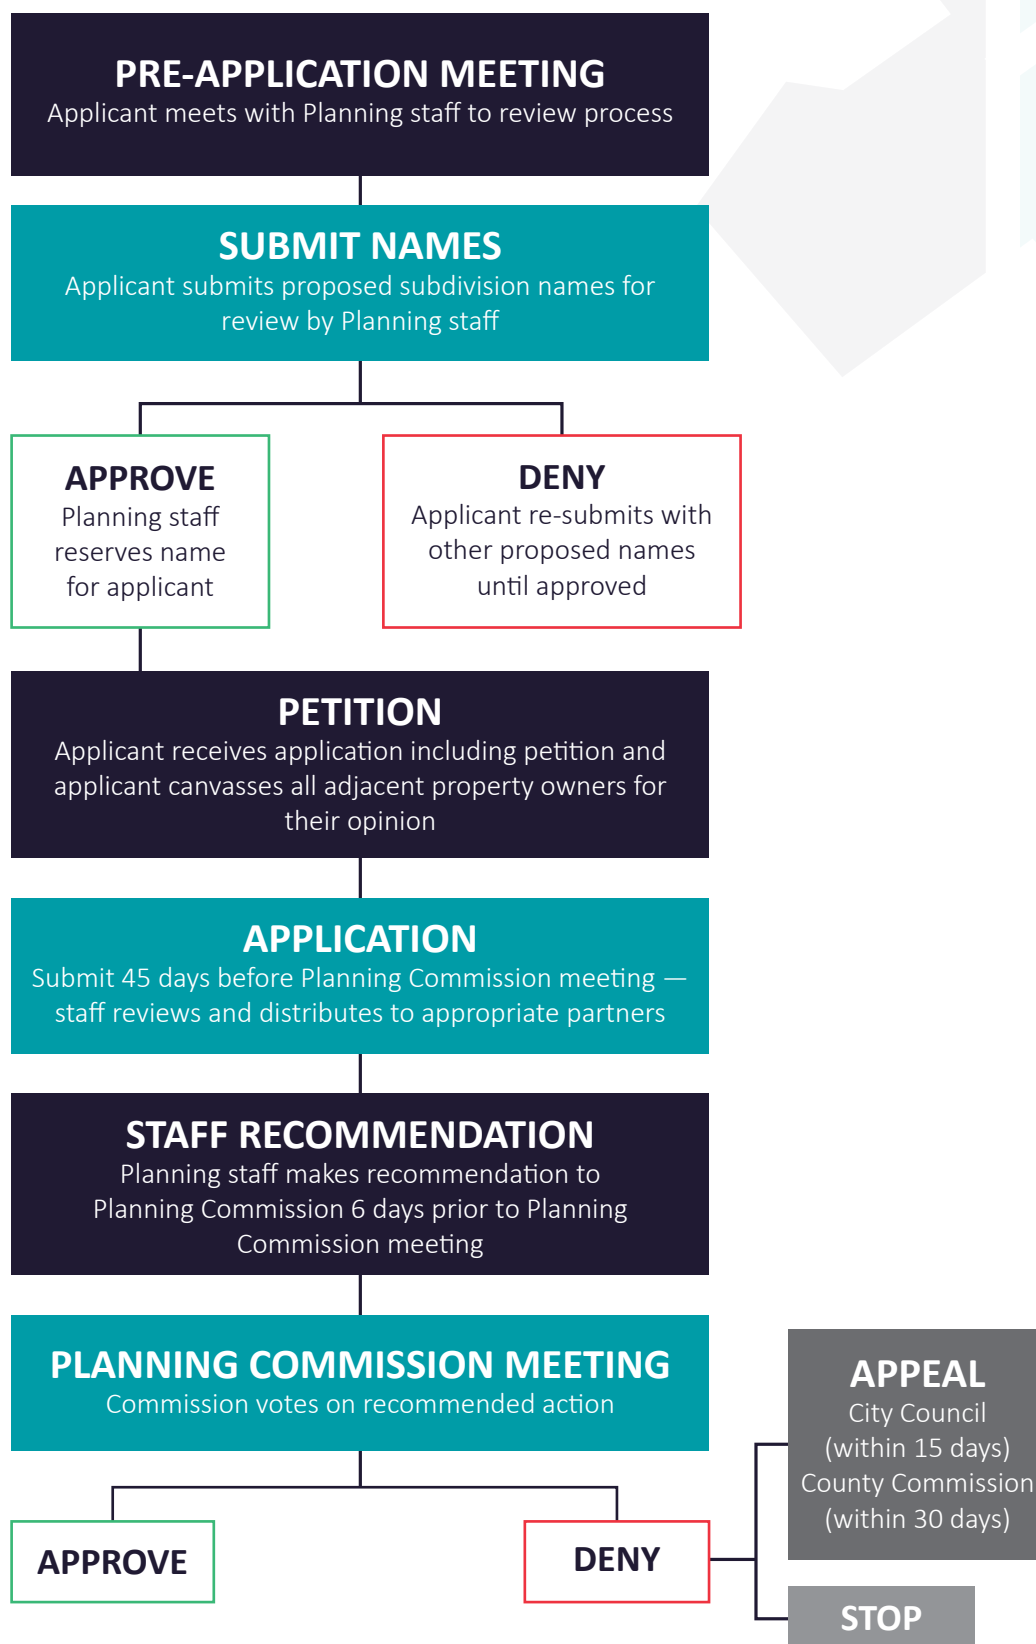 PRE-APPLICATION MEETING
Applicant meets with Planning staff to review process
SUBMIT NAMES
Applicant submits proposed subdivision names for
review by Planning staff
APPROVE
Planning staff
reserves name
for applicant
DENY
Applicant re-submits with
other proposed names
until approved
PETITION
Applicant receives application including petition and
applicant canvasses all adjacent property owners for
their opinion
APPLICATION
Submit 45 days before Planning Commission meeting —
staff reviews and distributes to appropriate partners
STAFF RECOMMENDATION
Planning staff makes recommendation to
Planning Commission 6 days prior to Planning
Commission meeting
PLANNING COMMISSION MEETING
Commission votes on recommended action
APPROVE
DENY
APPEAL
City Council
(within 15 days)
County Commission
(within 30 days)
STOP